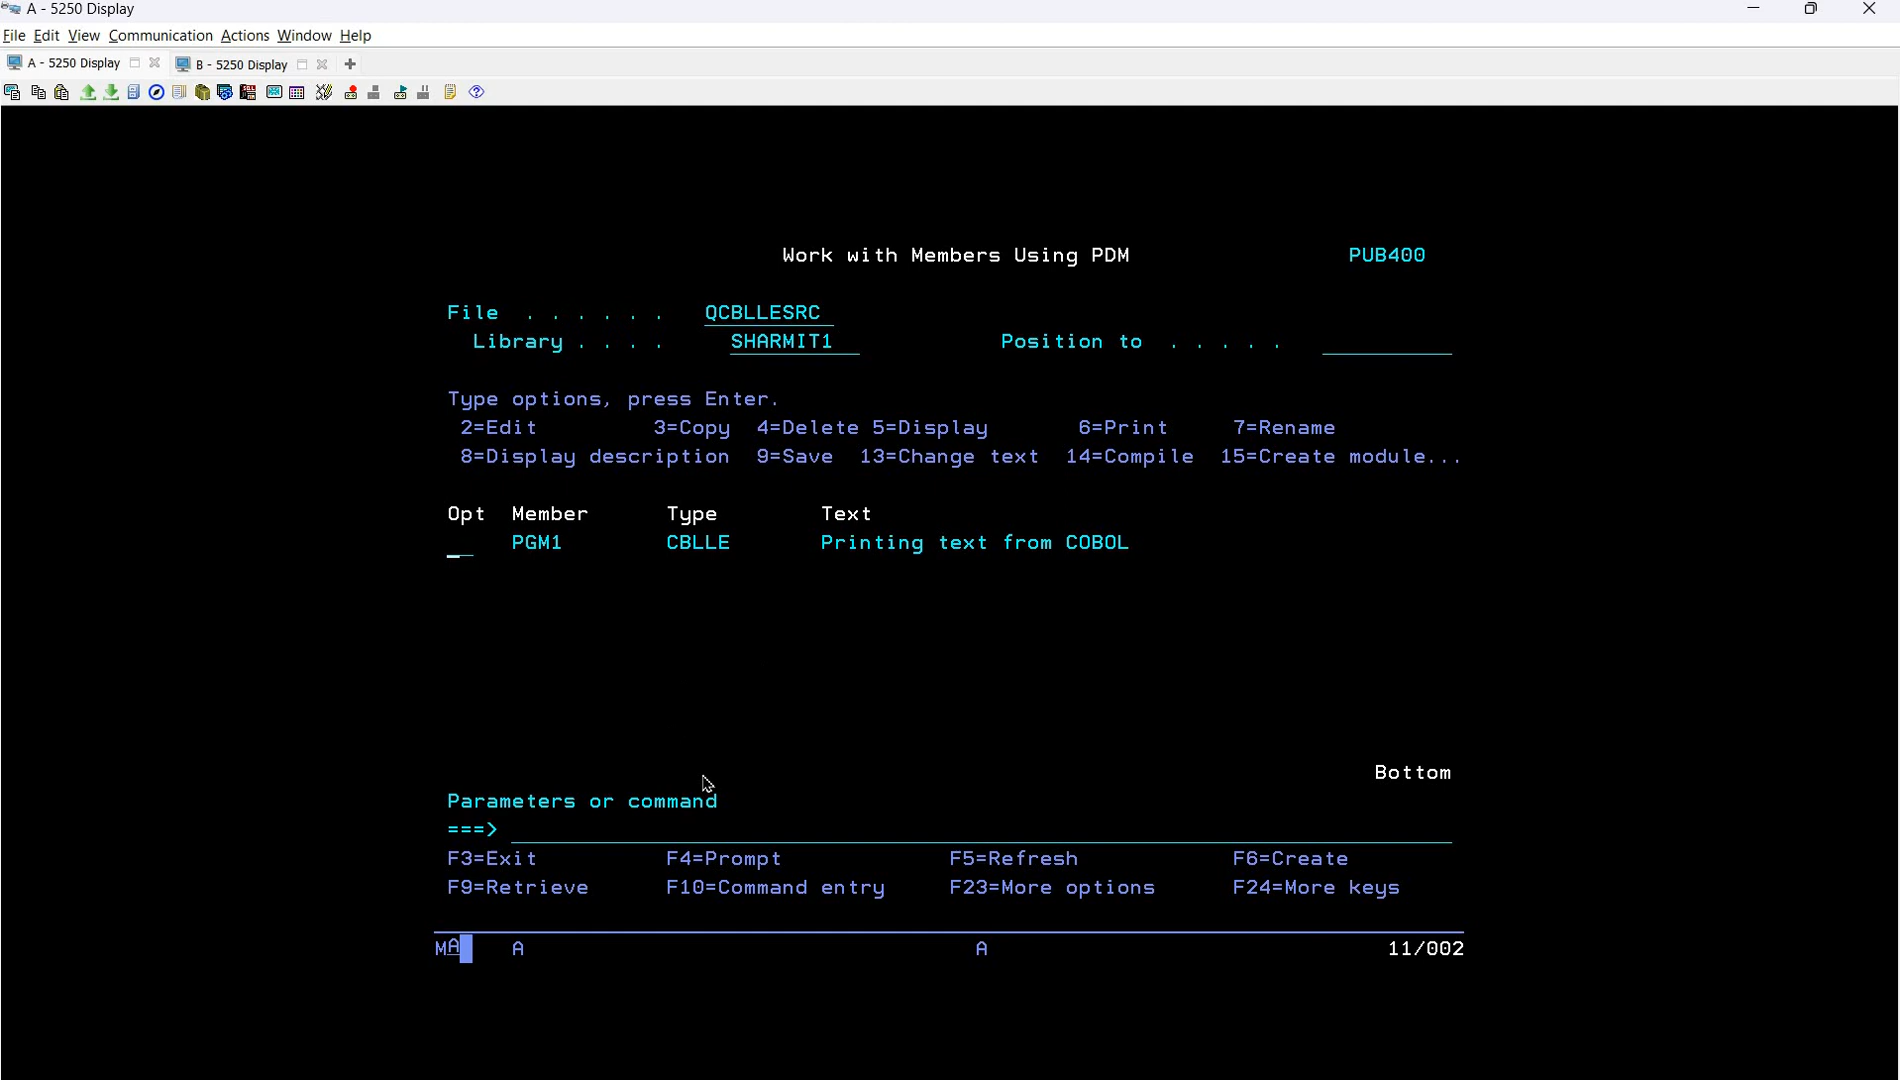 A - 5250 Display
File Edit View Communication Actions Window Help
A - 5250 Display B - 5250 Display
Work with Members Using PDM PUB400
File . . . . . . QCBLLESRC
Library . . . . SHARMIT1 Position to . . . . .
Type options, press Enter.
2=Edit 3=Copy 4=Delete 5=Display 6=Print 7=Rename
8=Display description 9=Save 13=Change text 14=Compile 15=Create module...
Opt Member Type Text
PGM1 CBLLE Printing text from COBOL
Bottom
Parameters or command
===>
F3=Exit F4=Prompt F5=Refresh F6=Create
F9=Retrieve F10=Command entry F23=More options F24=More keys
MA A A 11/002